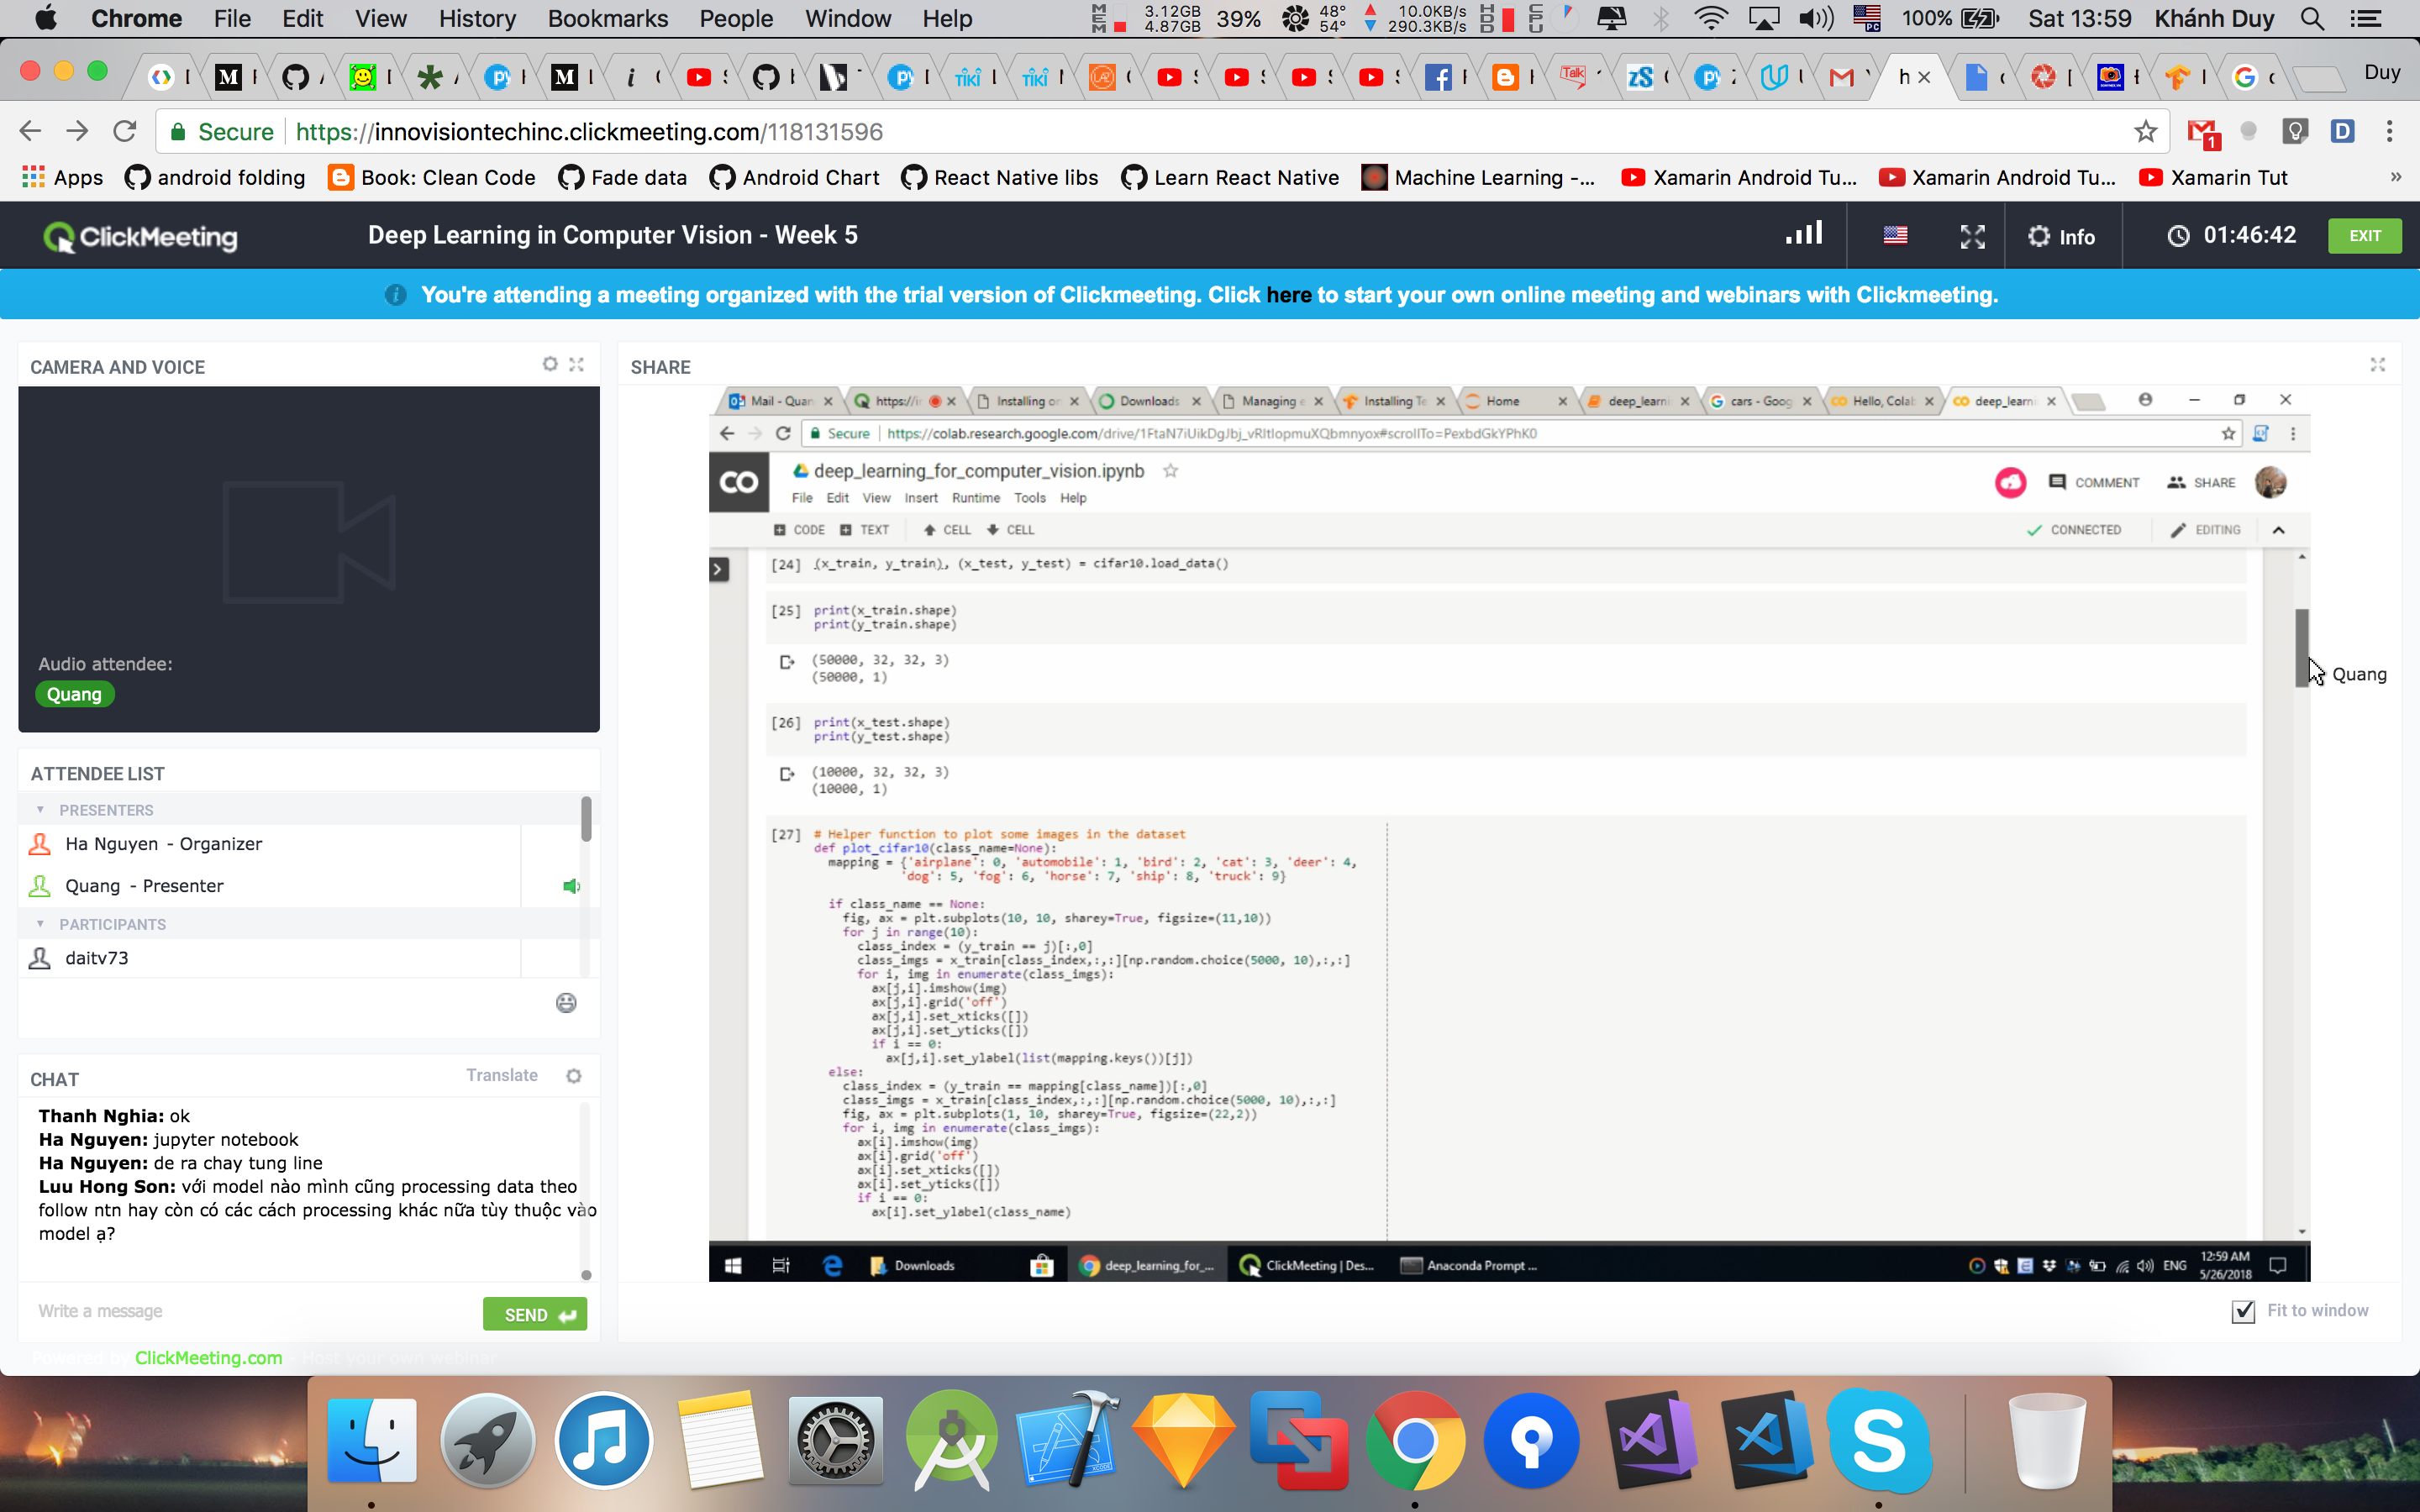 Chrome File Edit View History Bookmarks People Window Help MEM 3.12GB 4.87GB 39% 48° 54° 10.0KB/s 290.3KB/s HDD CPU PC 100% Sat 13:59 Khánh Duy
Duy
Secure https://innovisiontechinc.clickmeeting.com/118131596
Apps android folding Book: Clean Code Fade data Android Chart React Native libs Learn React Native Machine Learning -... Xamarin Android Tu... Xamarin Android Tu... Xamarin Tut »
ClickMeeting Deep Learning in Computer Vision - Week 5 Info 01:46:42 EXIT
You're attending a meeting organized with the trial version of Clickmeeting. Click here to start your own online meeting and webinars with Clickmeeting.
CAMERA AND VOICE
Audio attendee:
Quang
ATTENDEE LIST
PRESENTERS
Ha Nguyen - Organizer
Quang - Presenter
PARTICIPANTS
daitv73
CHAT Translate
Thanh Nghia: ok
Ha Nguyen: jupyter notebook
Ha Nguyen: de ra chay tung line
Luu Hong Son: với model nào mình cũng processing data theo
follow ntn hay còn có các cách processing khác nữa tùy thuộc vào
model ạ?
Write a message SEND
Powered by ClickMeeting.com
SHARE
Mail - Quan https://i Installing or Downloads Managing e Installing Te Home deep_learni cars - Goog Hello, Colab deep_learni
Secure https://colab.research.google.com/drive/1FtaN7iUikDgJbj_vRltIopmuXQbmnyox#scrollTo=PexbdGkYPhK0
CO deep_learning_for_computer_vision.ipynb
File Edit View Insert Runtime Tools Help
COMMENT SHARE
CODE TEXT CELL CELL CONNECTED EDITING
[24] (x_train, y_train), (x_test, y_test) = cifar10.load_data()
[25] print(x_train.shape)
print(y_train.shape)
(50000, 32, 32, 3)
(50000, 1)
Quang
[26] print(x_test.shape)
print(y_test.shape)
(10000, 32, 32, 3)
(10000, 1)
[27] # Helper function to plot some images in the dataset
def plot_cifar10(class_name=None):
mapping = {'airplane': 0, 'automobile': 1, 'bird': 2, 'cat': 3, 'deer': 4,
'dog': 5, 'fog': 6, 'horse': 7, 'ship': 8, 'truck': 9}
if class_name == None:
fig, ax = plt.subplots(10, 10, sharey=True, figsize=(11,10))
for j in range(10):
class_index = (y_train == j)[:,0]
class_imgs = x_train[class_index,:,:][np.random.choice(5000, 10),:,:]
for i, img in enumerate(class_imgs):
ax[j,i].imshow(img)
ax[j,i].grid('off')
ax[j,i].set_xticks([])
ax[j,i].set_yticks([])
if i == 0:
ax[j,i].set_ylabel(list(mapping.keys())[j])
else:
class_index = (y_train == mapping[class_name])[:,0]
class_imgs = x_train[class_index,:,:][np.random.choice(5000, 10),:,:]
fig, ax = plt.subplots(1, 10, sharey=True, figsize=(22,2))
for i, img in enumerate(class_imgs):
ax[i].imshow(img)
ax[i].grid('off')
ax[i].set_xticks([])
ax[i].set_yticks([])
if i == 0:
ax[i].set_ylabel(class_name)
Downloads deep_learning_for_... ClickMeeting | Des... Anaconda Prompt ... ENG 12:59 AM
5/26/2018
Fit to window